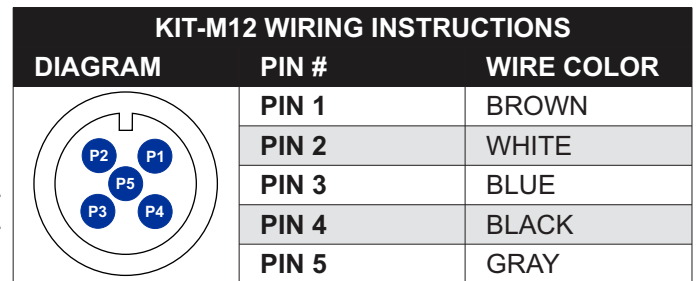 KIT-M12 WIRING INSTRUCTIONS
DIAGRAM PIN # WIRE COLOR
PIN 1 BROWN
PIN 2 WHITE
PIN 3 BLUE
PIN 4 BLACK
PIN 5 GRAY
P2 P1
P5
P3 P4